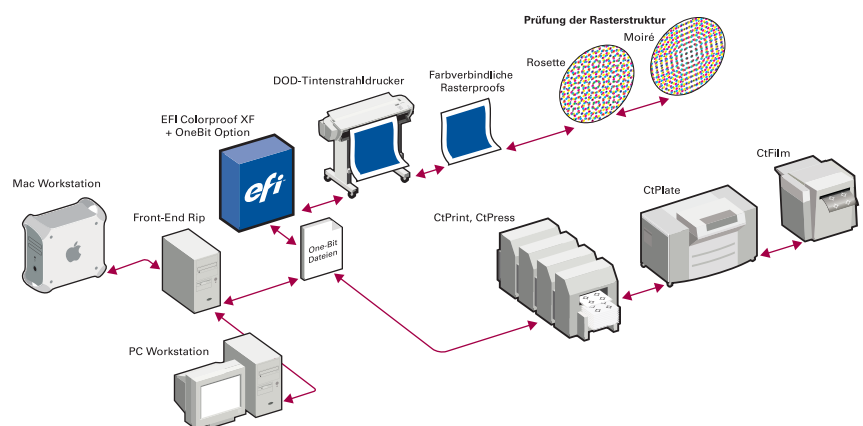 Prüfung der Rasterstruktur
Moiré
Rosette
DOD-Tintenstrahldrucker
Farbverbindliche
Rasterproofs
EFI Colorproof XF
+ OneBit Option
efi
Mac Workstation
Front-End Rip
One-Bit
Dateien
CtPrint, CtPress
CtPlate
CtFilm
PC Workstation